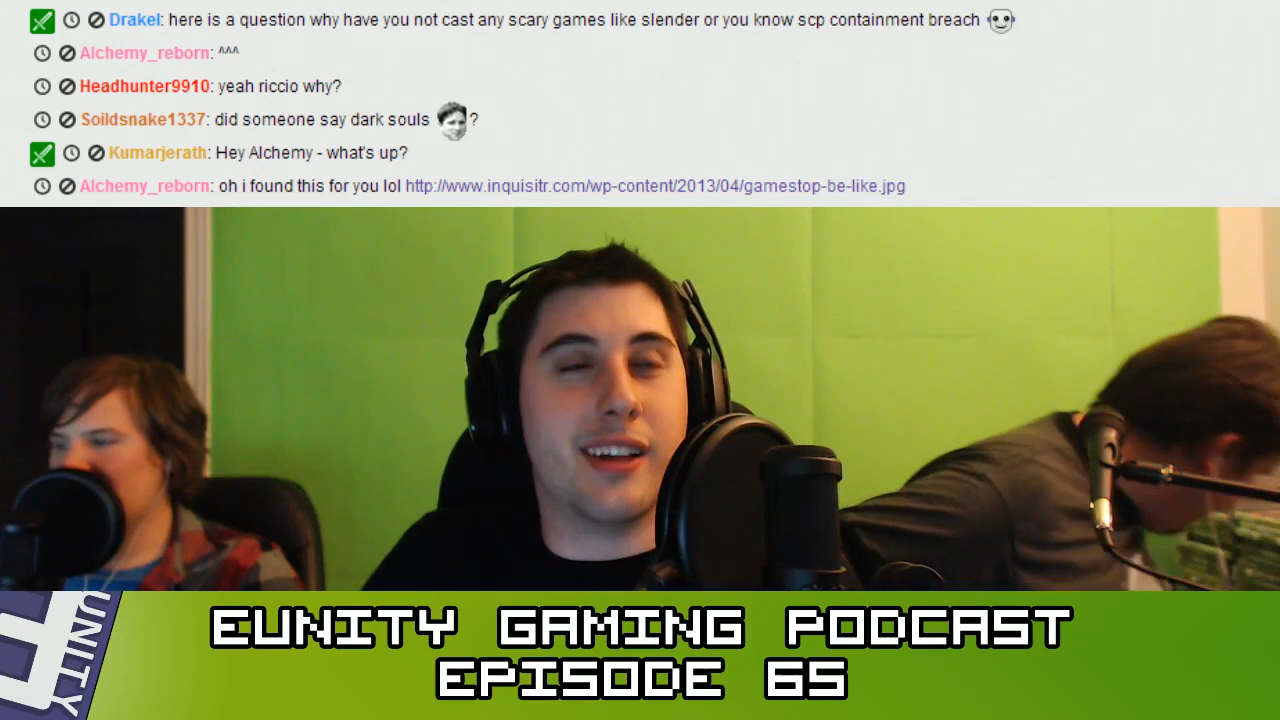 Drakel: here is a question why have you not cast any scary games like slender or you know scp containment breach
Alchemy_reborn: ^^^
Headhunter9910: yeah riccio why?
Soildsnake1337: did someone say dark souls ?
Kumarjerath: Hey Alchemy - what's up?
Alchemy_reborn: oh i found this for you lol http://www.inquisitr.com/wp-content/2013/04/gamestop-be-like.jpg
UNITY
EUNITY GAMING PODCAST
EPISODE 65